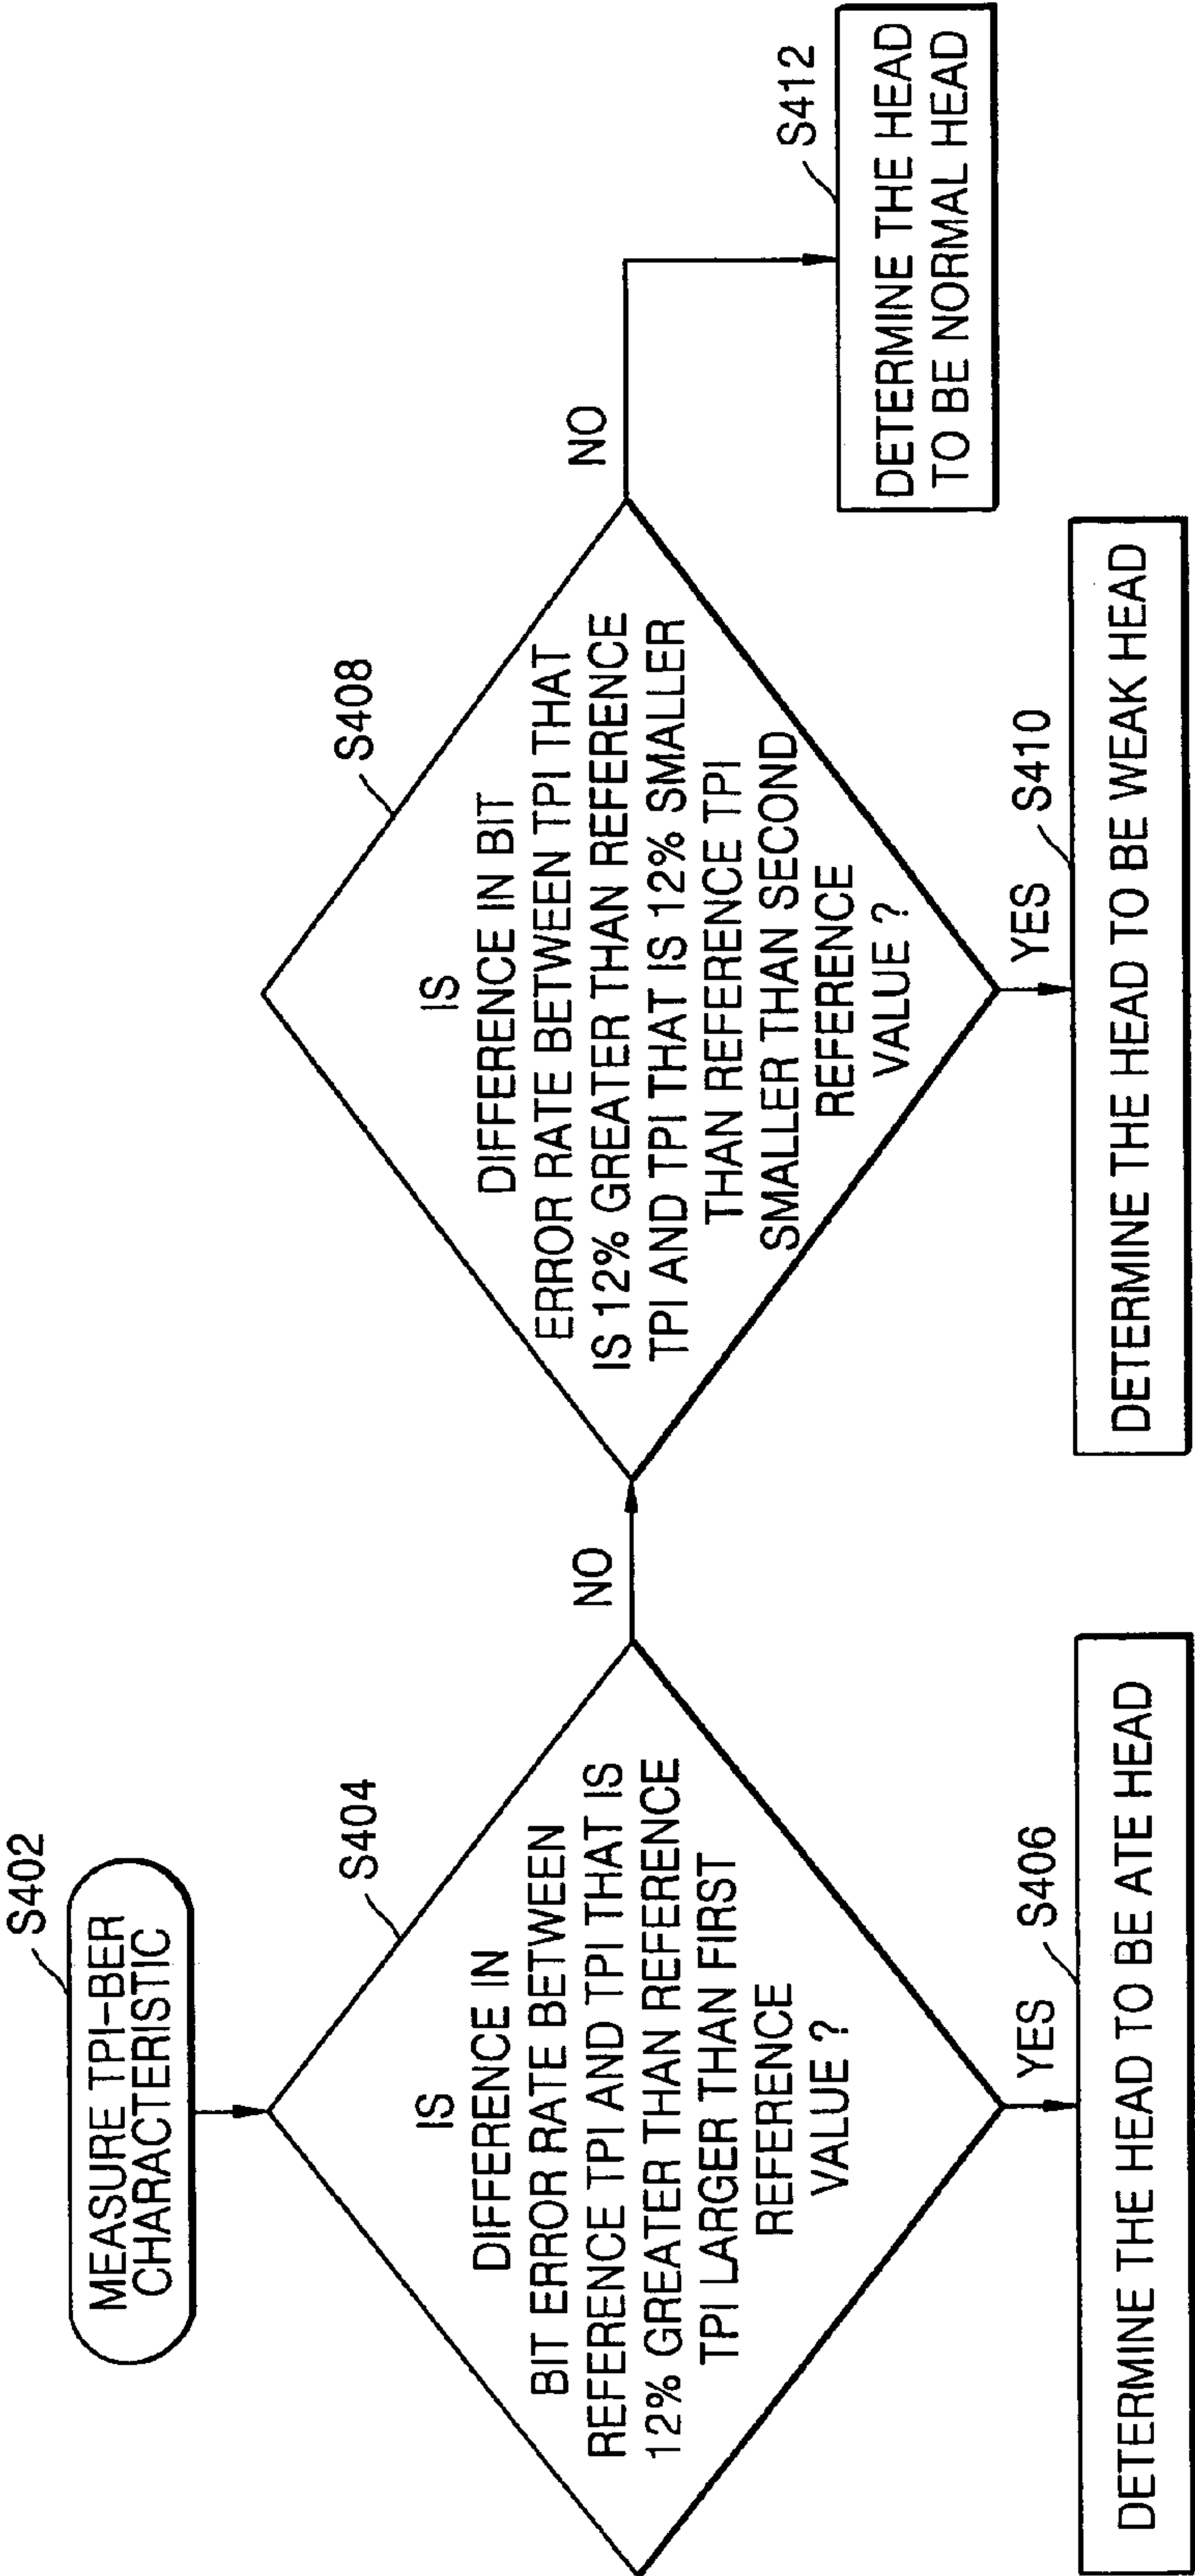 S402
MEASURE TPI-BER
CHARACTERISTIC
S404
IS
DIFFERENCE IN
BIT ERROR RATE BETWEEN
REFERENCE TPI AND TPI THAT IS
12% GREATER THAN REFERENCE
TPI LARGER THAN FIRST
REFERENCE
VALUE ?
YES
S406
DETERMINE THE HEAD TO BE ATE HEAD
NO
S408
IS
DIFFERENCE IN BIT
ERROR RATE BETWEEN TPI THAT
IS 12% GREATER THAN REFERENCE
TPI AND TPI THAT IS 12% SMALLER
THAN REFERENCE TPI
SMALLER THAN SECOND
REFERENCE
VALUE ?
YES
S410
DETERMINE THE HEAD TO BE WEAK HEAD
NO
S412
DETERMINE THE HEAD
TO BE NORMAL HEAD